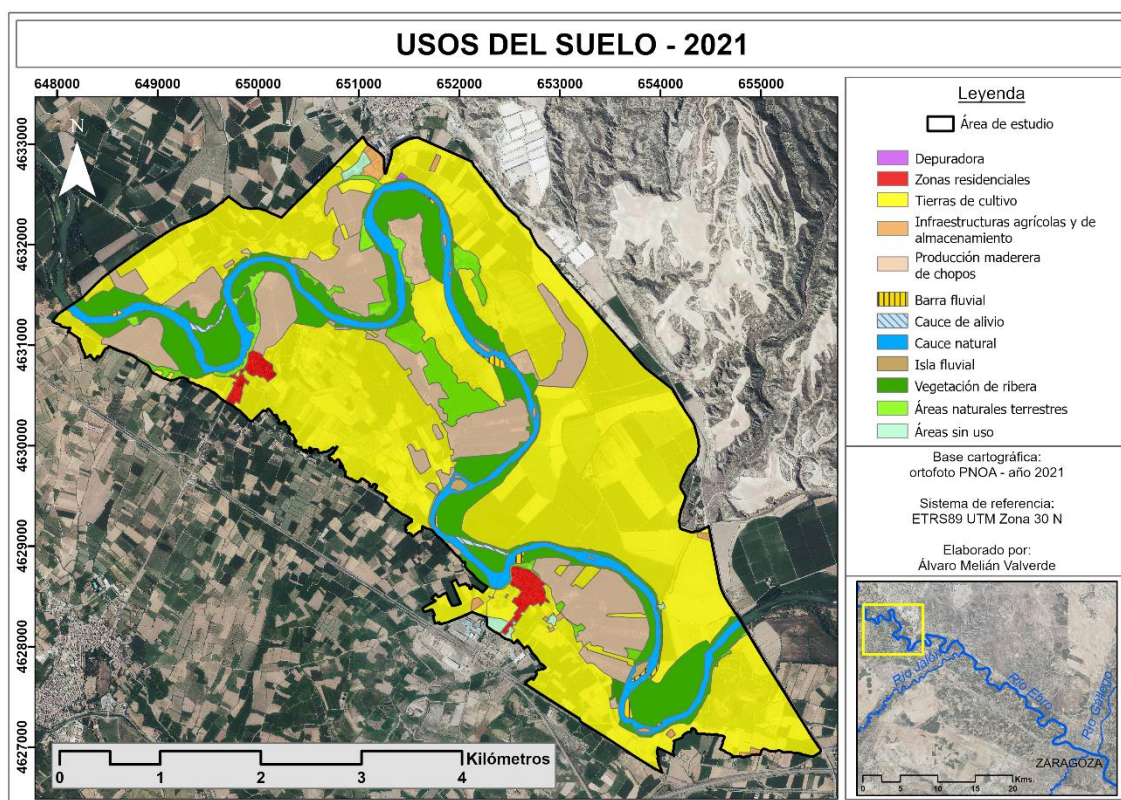 USOS DEL SUELO - 2021
648000 649000 650000 651000 652000 653000 654000 655000
4633000
4632000
4631000
4630000
4629000
4628000
4627000
N
Kilómetros
0 1 2 3 4
Leyenda
Área de estudio
Depuradora
Zonas residenciales
Tierras de cultivo
Infraestructuras agrícolas y de
almacenamiento
Producción maderera
de chopos
Barra fluvial
Cauce de alivio
Cauce natural
Isla fluvial
Vegetación de ribera
Áreas naturales terrestres
Áreas sin uso
Base cartográfica:
ortofoto PNOA - año 2021
Sistema de referencia:
ETRS89 UTM Zona 30 N
Elaborado por:
Álvaro Melián Valverde
Río Jalón
Río Ebro
Río Gállego
ZARAGOZA
0 5 10 15 20
Kms